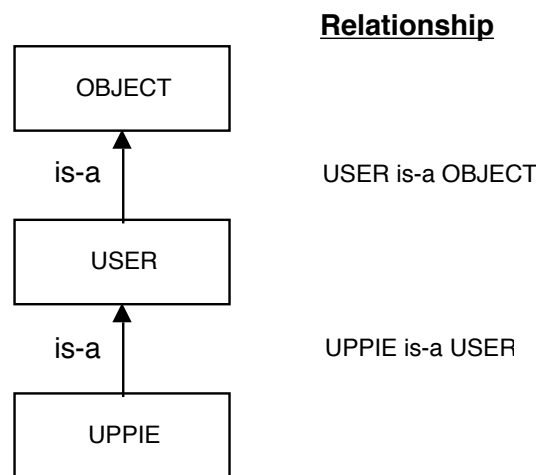 Relationship
OBJECT
is-a
USER is-a OBJECT
USER
is-a
UPPIE is-a USER
UPPIE